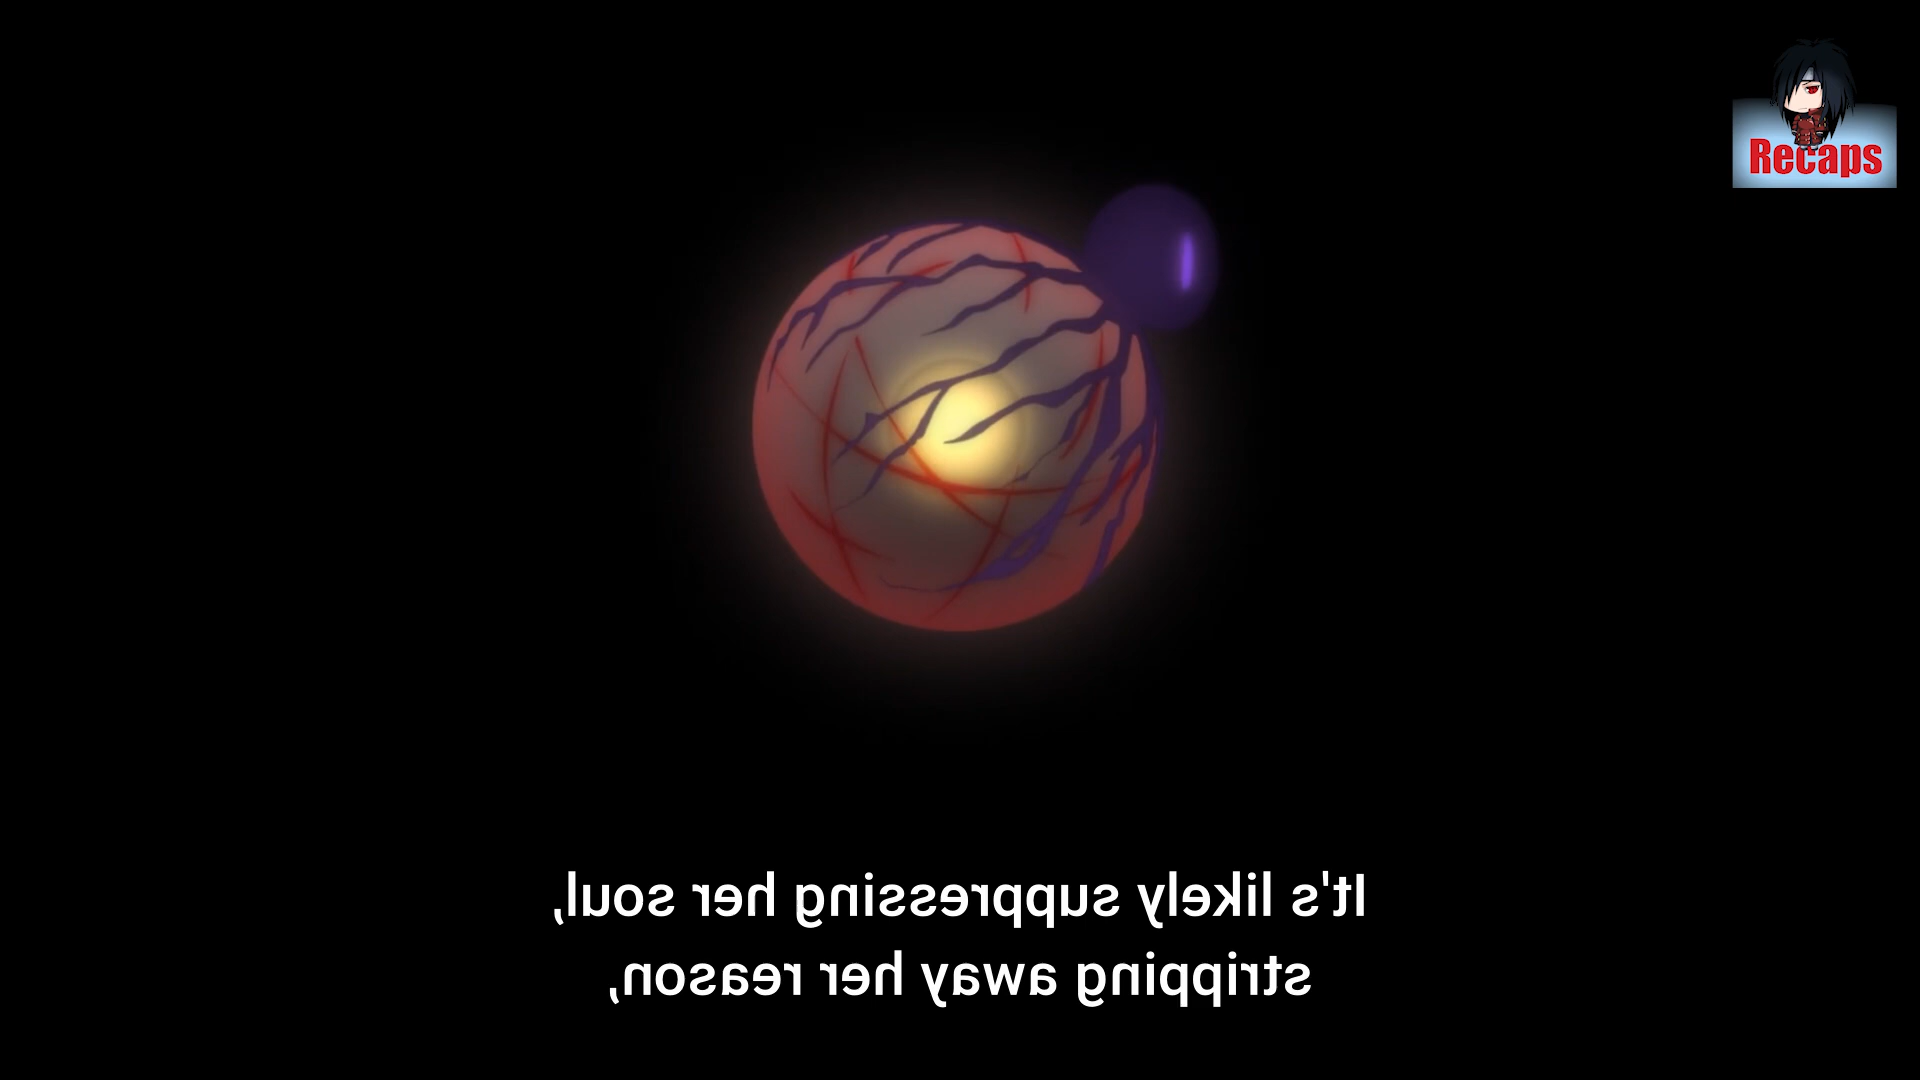 Recaps
It's likely suppressing her soul,
stripping away her reason,